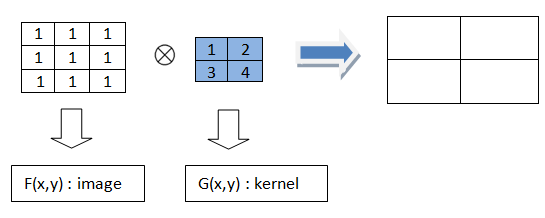 1 1 1
1 1 1
1 1 1
⊗
1 2
3 4
F(x,y) : image
G(x,y) : kernel